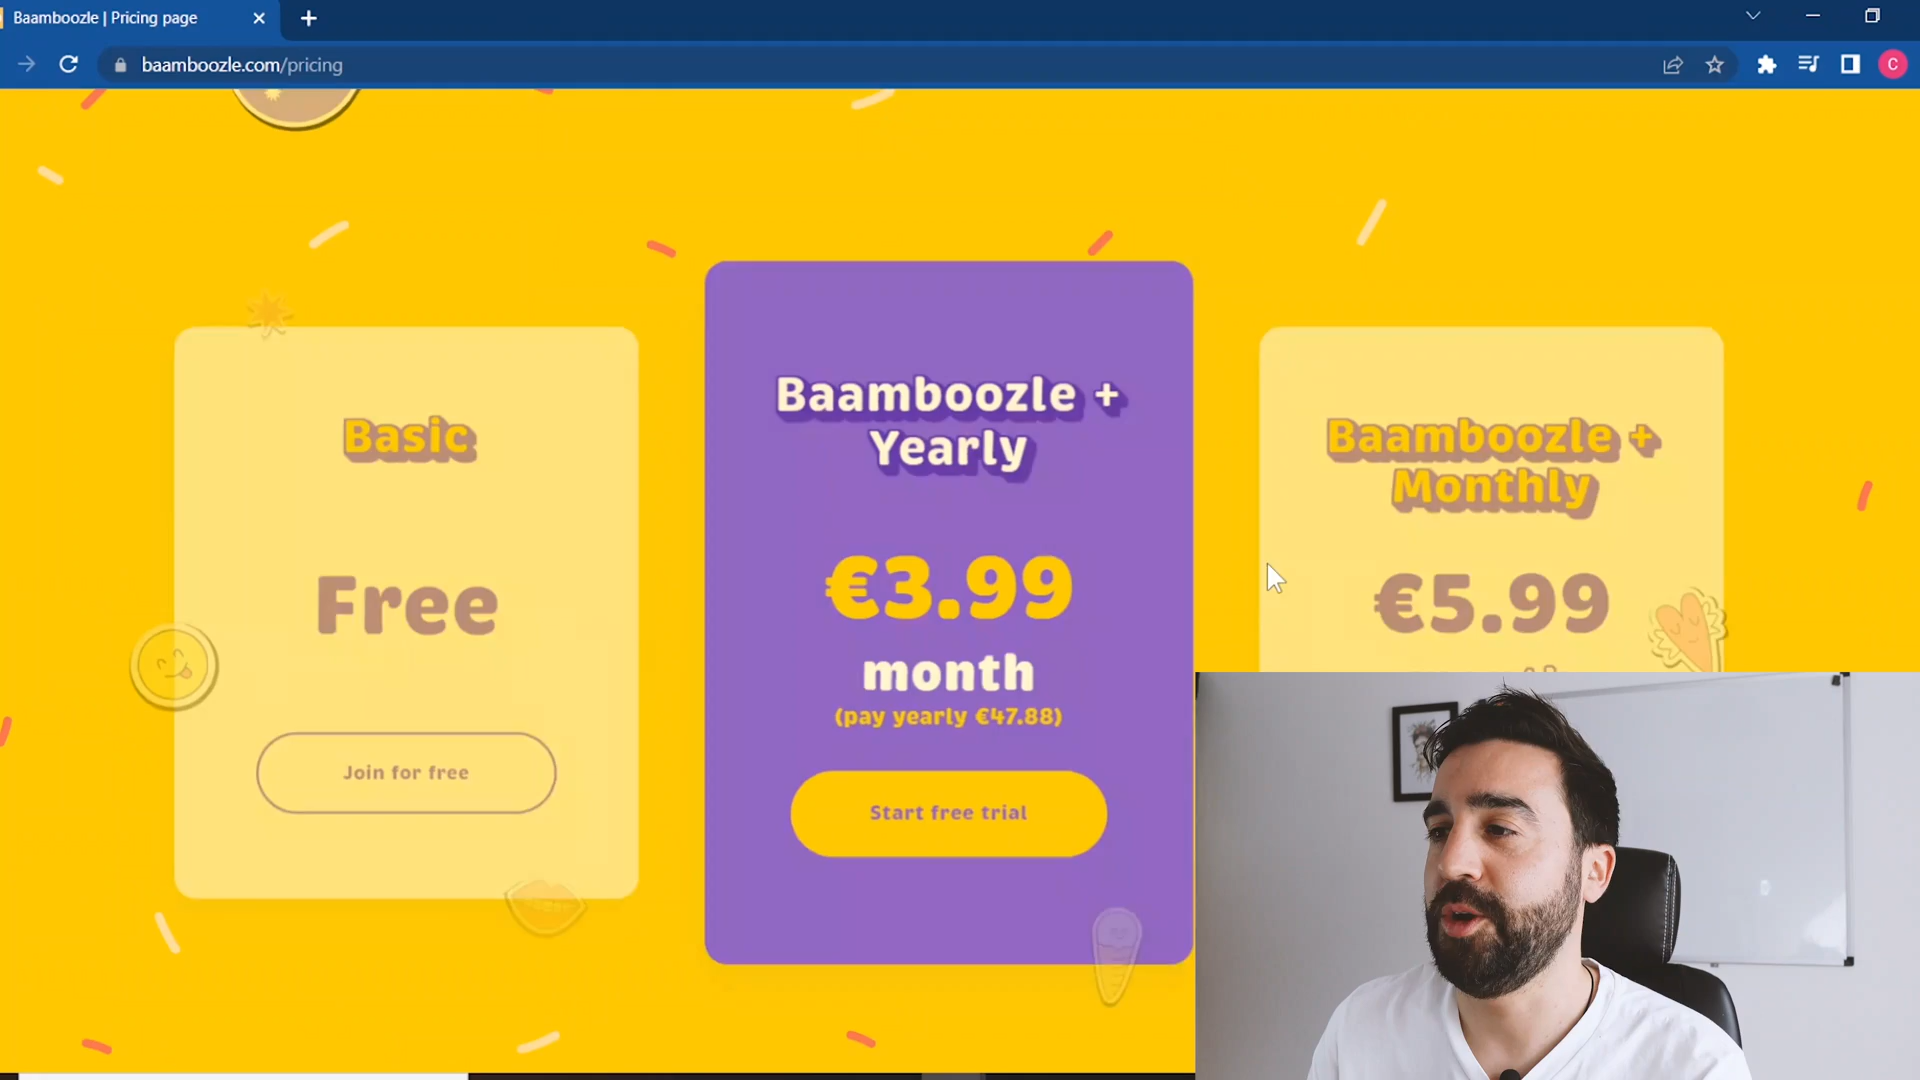 Baamboozle | Pricing page
baamboozle.com/pricing
C
Basic
Free
Join for free
Baamboozle +
Yearly
€3.99
month
(pay yearly €47.88)
Start free trial
Baamboozle +
Monthly
€5.99